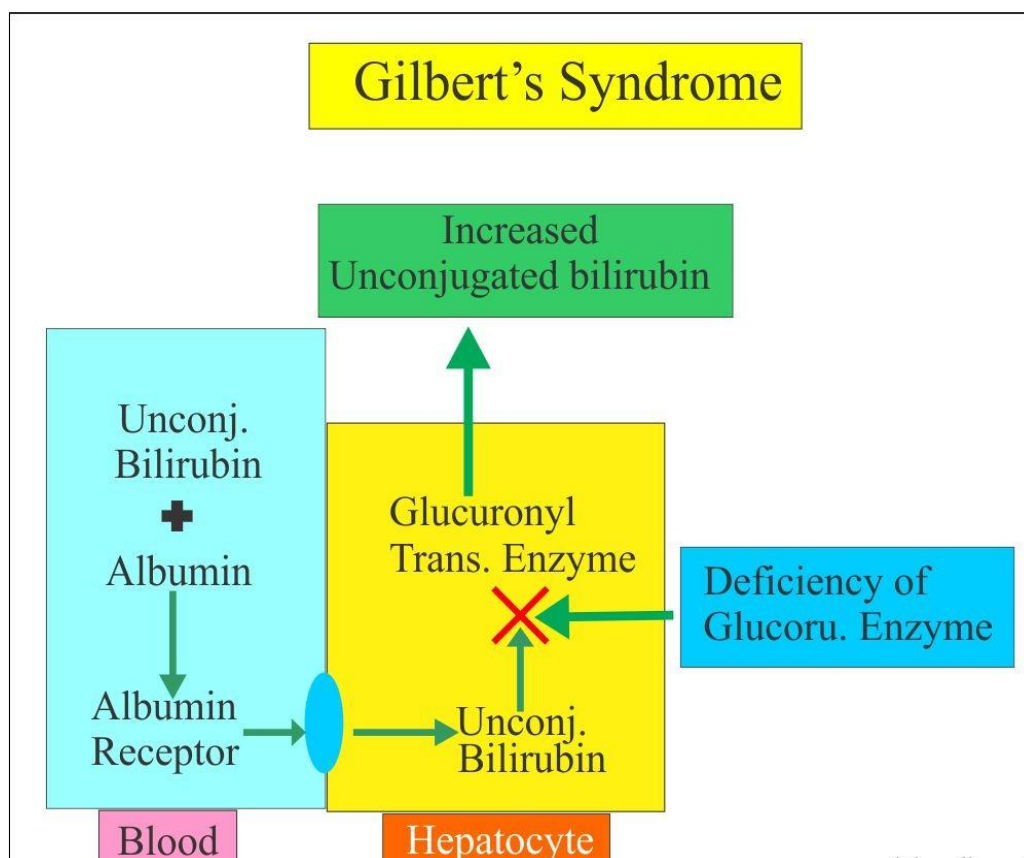 Gilbert's Syndrome
Increased
Unconjugated bilirubin
Unconj.
Bilirubin
Albumin
Albumin
Receptor
Glucuronyl
Trans. Enzyme
Unconj.
Bilirubin
Deficiency of
Glucoru. Enzyme
Blood
Hepatocyte